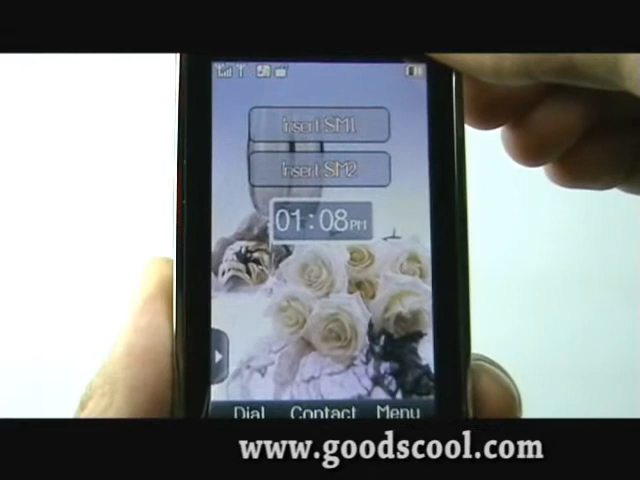 Insert SIM1
Insert SIM2
01:08PM
Dial Contact Menu
www.goodscool.com